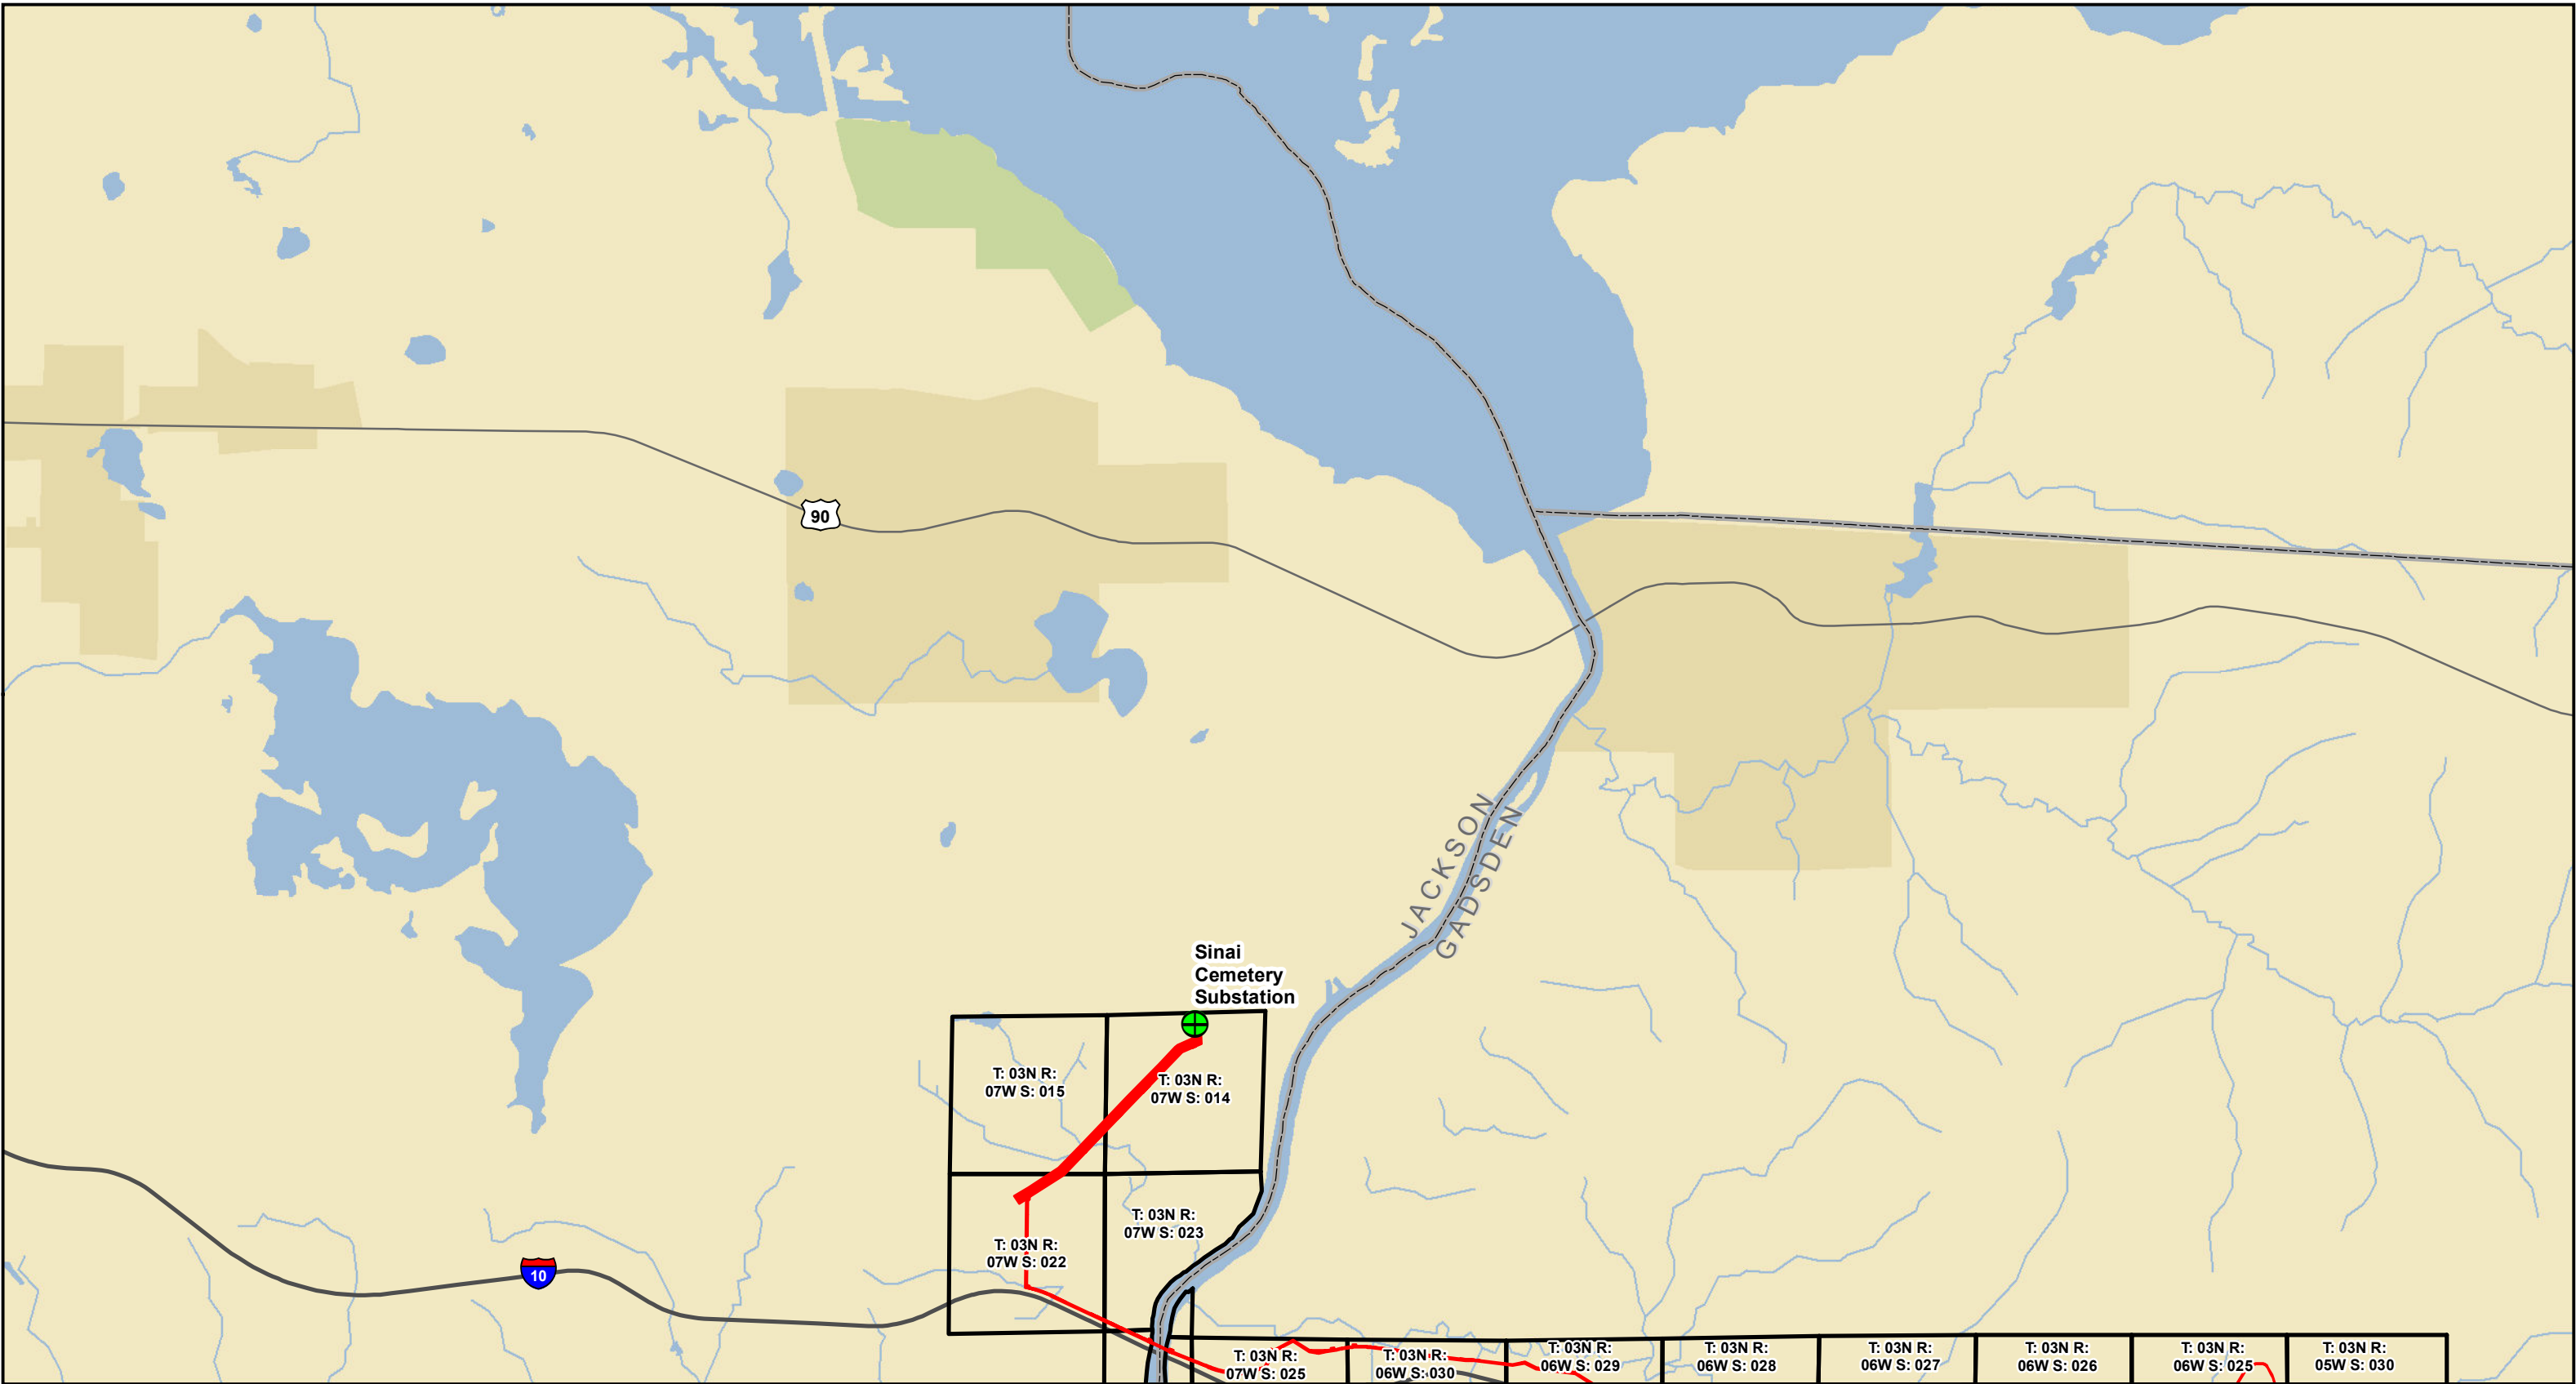 90
JACKSON
GADSDEN
Sinai
Cemetery
Substation
T: 03N R:
07W S: 015
T: 03N R:
07W S: 014
T: 03N R:
07W S: 023
T: 03N R:
07W S: 022
10
T: 03N R:
07W S: 025
T: 03N R:
06W S: 030
T: 03N R:
06W S: 029
T: 03N R:
06W S: 028
T: 03N R:
06W S: 027
T: 03N R:
06W S: 026
T: 03N R:
06W S: 025
T: 03N R:
05W S: 030